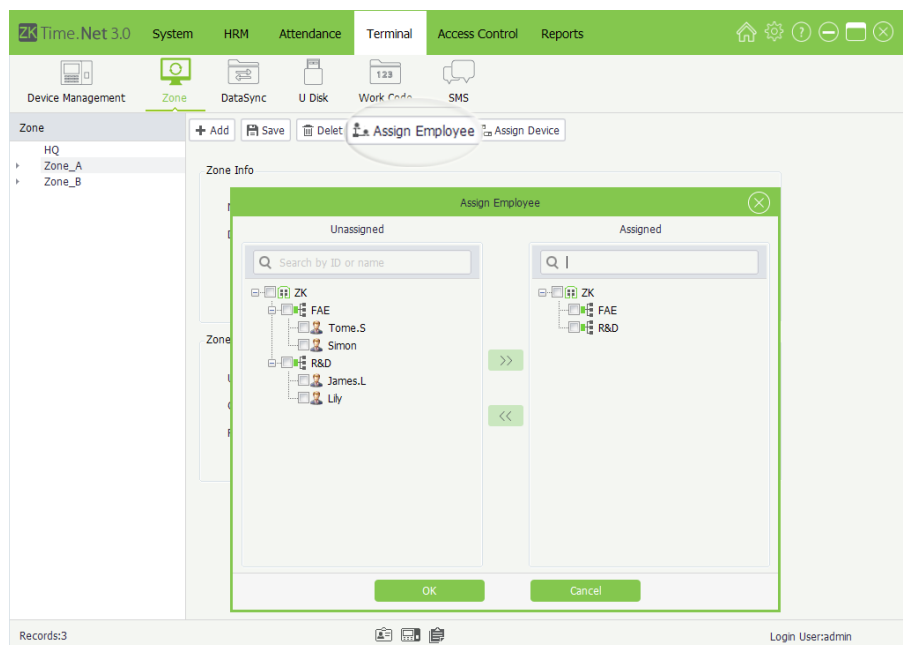 ZK Time.Net 3.0 System HRM Attendance Terminal Access Control Reports
123
Device Management Zone DataSync U Disk Work Code SMS
Zone + Add Save Delet Assign Employee Assign Device
HQ
Zone_A
Zone_B
Zone Info
Assign Employee
Unassigned Assigned
Search by ID or name
ZK ZK
FAE FAE
Tome.S R&D
Simon
R&D
James.L
Lily
Zone
>>
<<
OK Cancel
Records:3 Login User:admin